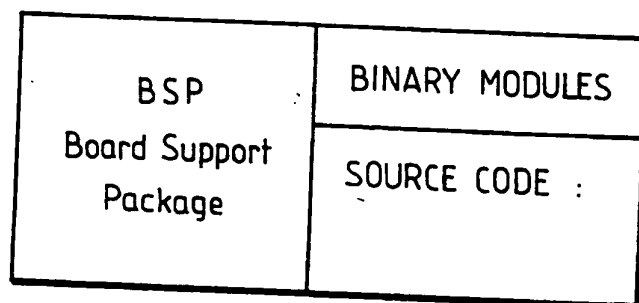 BSP
Board Support
Package
BINARY MODULES
SOURCE CODE :